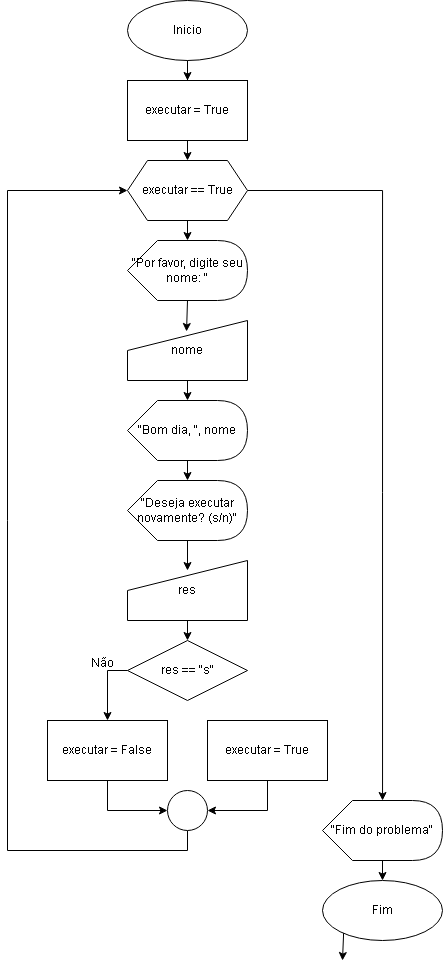 Inicio
executar = True
executar == True
"Por favor, digite seu
nome: "
nome
"Bom dia, ", nome
"Deseja executar
novamente? (s/n)"
res
res == "s"
Não
executar = False
executar = True
"Fim do problema"
Fim